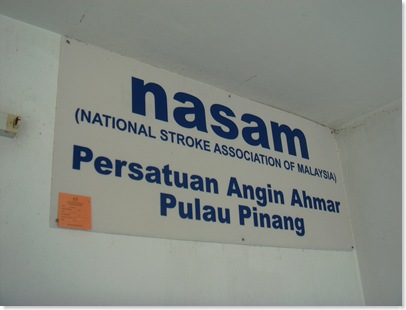 nasam
(NATIONAL STROKE ASSOCIATION OF MALAYSIA)
Persatuan Angin Ahmar
Pulau Pinang